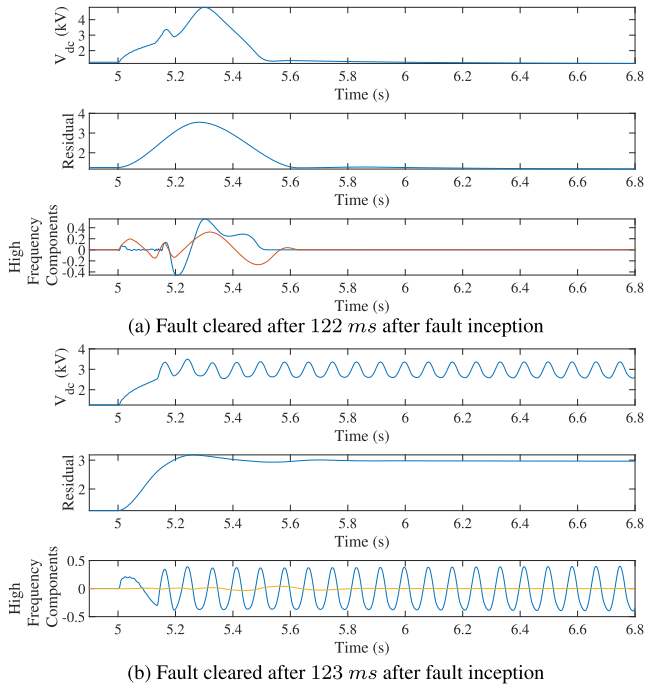 4
3
2
V_dc (kV)
5 5.2 5.4 5.6 5.8 6 6.2 6.4 6.6 6.8
Time (s)
4
3
2
Residual
5 5.2 5.4 5.6 5.8 6 6.2 6.4 6.6 6.8
Time (s)
0.4
0.2
0
-0.2
-0.4
High
Frequency
Components
5 5.2 5.4 5.6 5.8 6 6.2 6.4 6.6 6.8
Time (s)
(a) Fault cleared after 122 ms after fault inception
4
3
2
V_dc (kV)
5 5.2 5.4 5.6 5.8 6 6.2 6.4 6.6 6.8
Time (s)
3
2
Residual
5 5.2 5.4 5.6 5.8 6 6.2 6.4 6.6 6.8
Time (s)
0.5
0
-0.5
High
Frequency
Components
5 5.2 5.4 5.6 5.8 6 6.2 6.4 6.6 6.8
Time (s)
(b) Fault cleared after 123 ms after fault inception